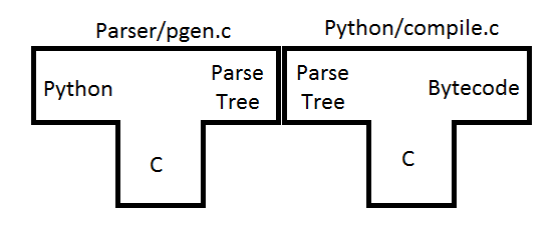 Parser/pgen.c
Python/compile.c
Python
Parse
Tree
Parse
Tree
Bytecode
C
C